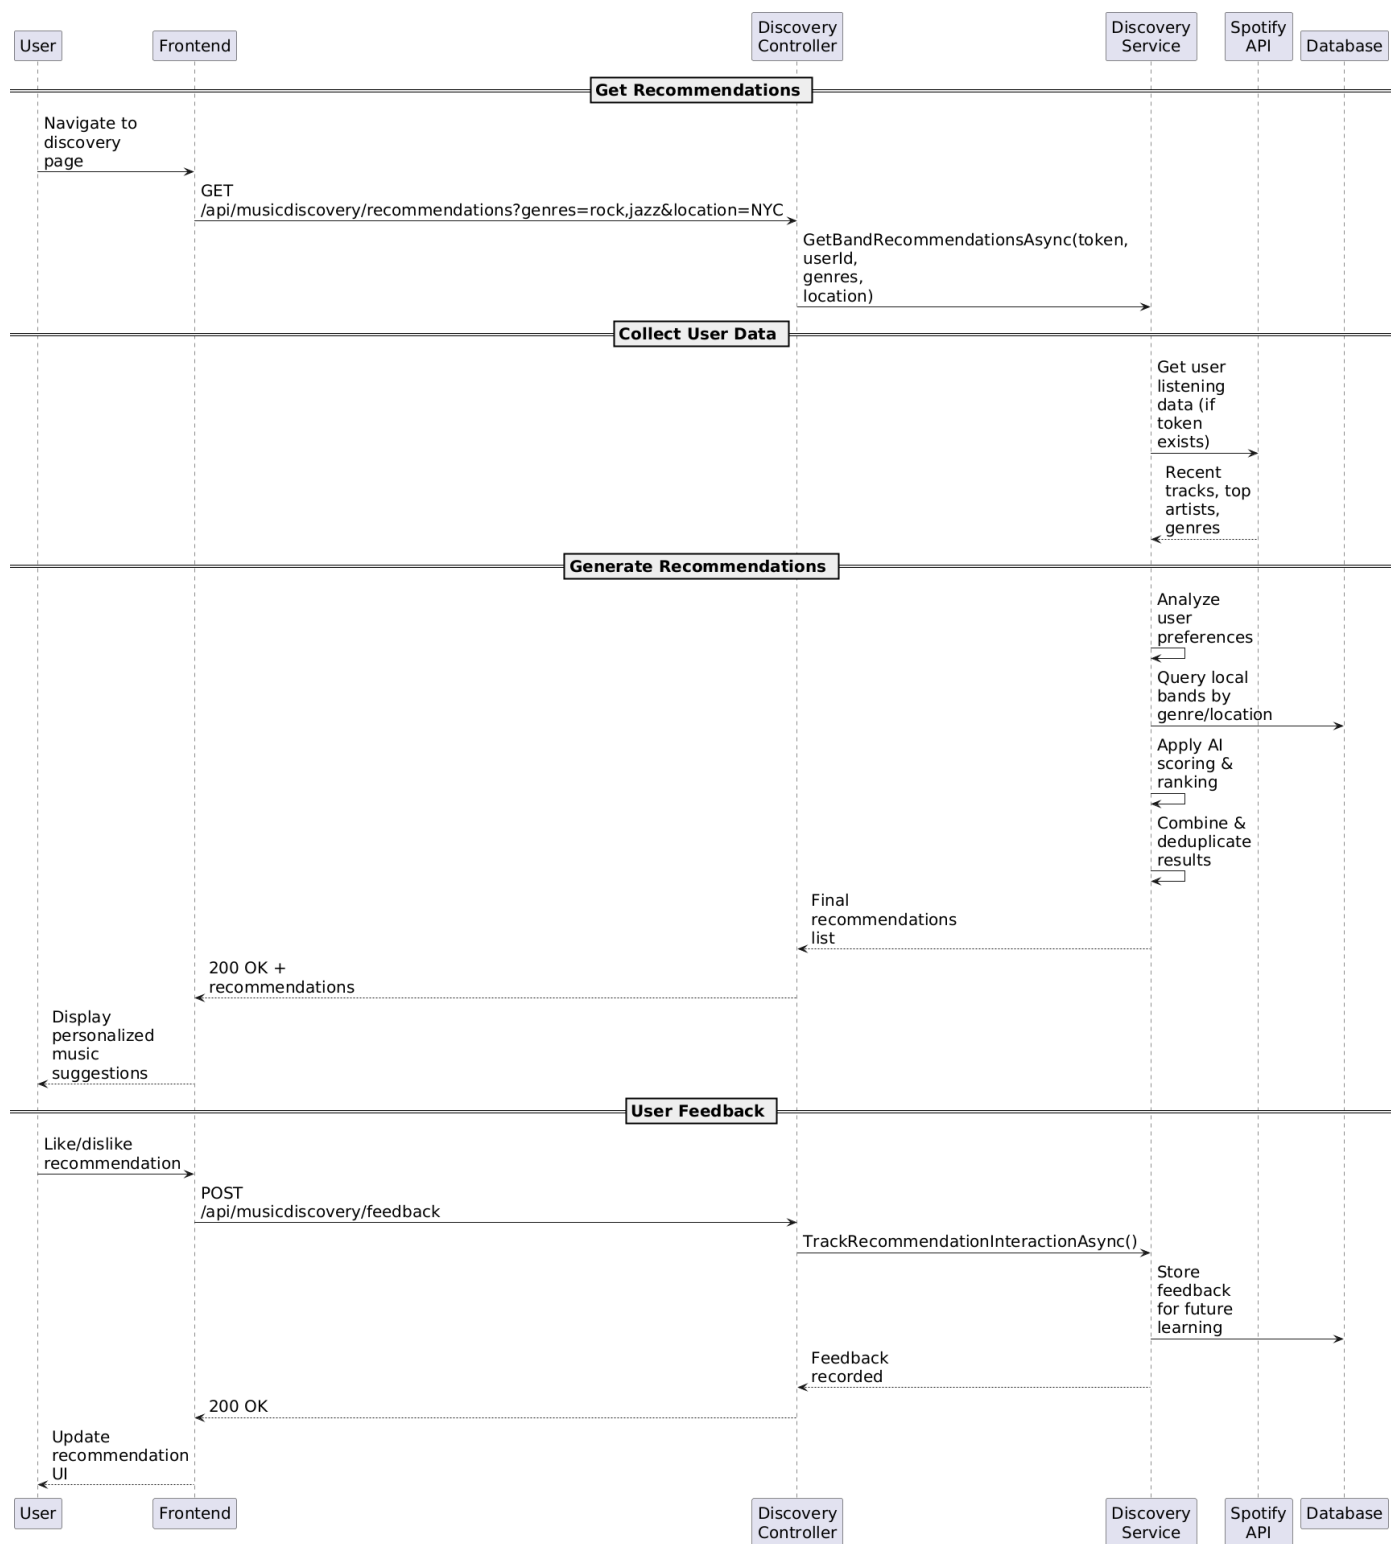 User
Frontend
Discovery
Controller
Discovery
Service
Spotify
API
Database
Get Recommendations
Navigate to
discovery
page
GET
/api/musicdiscovery/recommendations?genres=rock,jazz&location=NYC
GetBandRecommendationsAsync(token,
userId,
genres,
location)
Collect User Data
Get user
listening
data (if
token
exists)
Recent
tracks, top
artists,
genres
Generate Recommendations
Analyze
user
preferences
Query local
bands by
genre/location
Apply AI
scoring &
ranking
Combine &
deduplicate
results
Final
recommendations
list
200 OK +
recommendations
Display
personalized
music
suggestions
User Feedback
Like/dislike
recommendation
POST
/api/musicdiscovery/feedback
TrackRecommendationInteractionAsync()
Store
feedback
for future
learning
Feedback
recorded
200 OK
Update
recommendation
UI
User
Frontend
Discovery
Controller
Discovery
Service
Spotify
API
Database